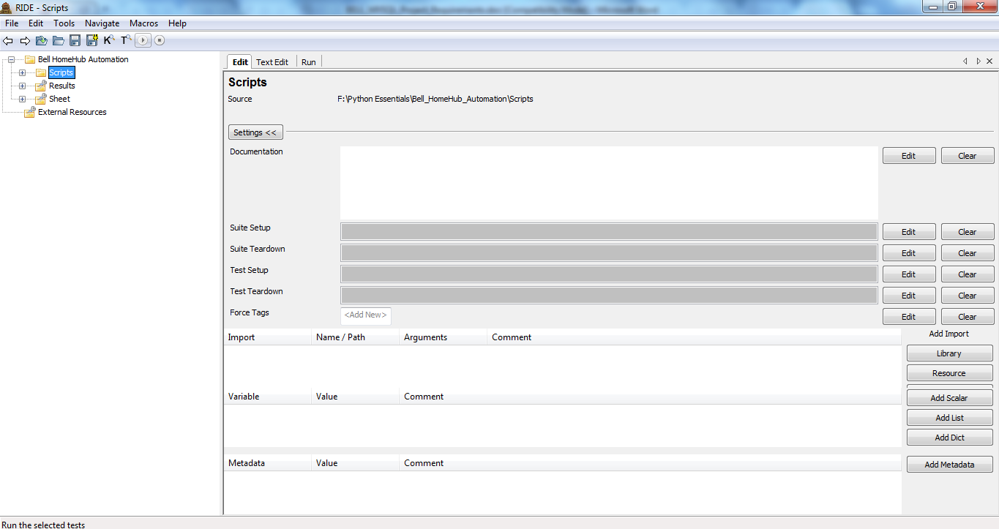 RIDE - Scripts
File Edit Tools Navigate Macros Help
K T
Bell HomeHub Automation
Scripts
Results
Sheet
External Resources
Edit Text Edit Run
Scripts
Source F:\Python Essentials\Bell_HomeHub_Automation\Scripts
Settings <<
Documentation Edit Clear
Suite Setup Edit Clear
Suite Teardown Edit Clear
Test Setup Edit Clear
Test Teardown Edit Clear
Force Tags <Add New> Edit Clear
Import Name / Path Arguments Comment Add Import
Library
Resource
Variable Value Comment Add Scalar
Add List
Add Dict
Metadata Value Comment Add Metadata
Run the selected tests